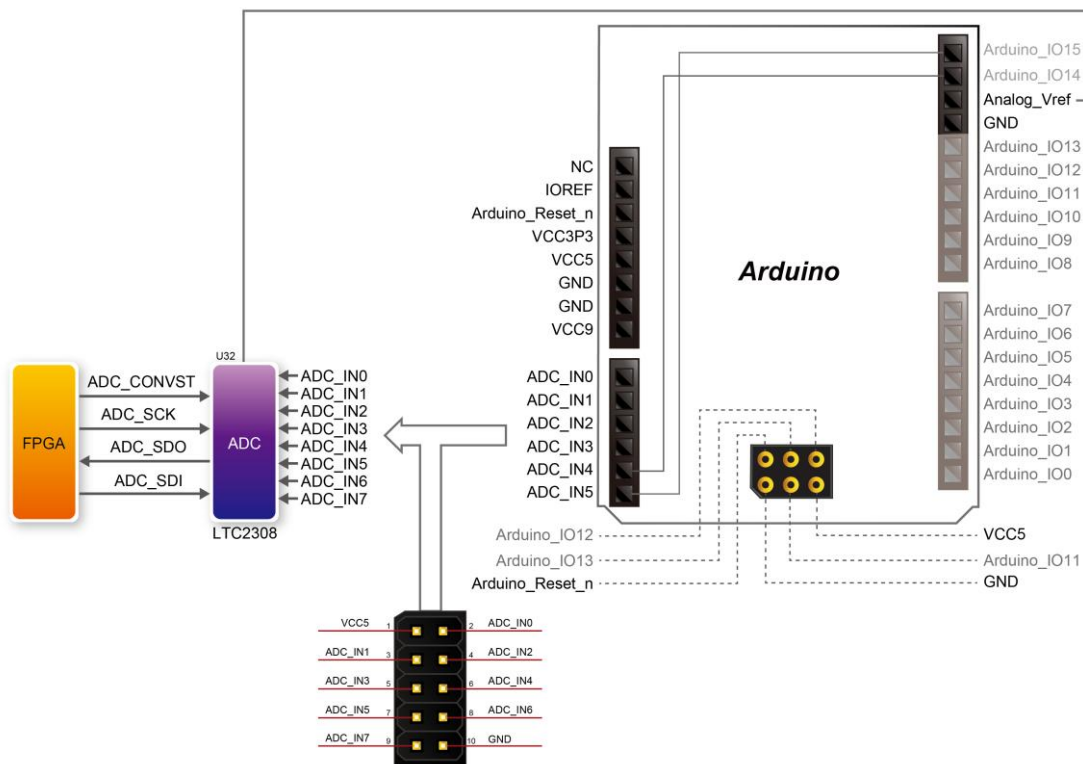 Arduino_IO15
Arduino_IO14
Analog_Vref
GND
Arduino_IO13
Arduino_IO12
Arduino_IO11
Arduino_IO10
Arduino_IO9
Arduino_IO8
NC
IOREF
Arduino_Reset_n
VCC3P3
VCC5
GND
GND
VCC9
Arduino
Arduino_IO7
Arduino_IO6
Arduino_IO5
Arduino_IO4
Arduino_IO3
Arduino_IO2
Arduino_IO1
Arduino_IO0
U32
FPGA
ADC_CONVST
ADC_SCK
ADC_SDO
ADC_SDI
ADC
LTC2308
ADC_IN0
ADC_IN1
ADC_IN2
ADC_IN3
ADC_IN4
ADC_IN5
ADC_IN6
ADC_IN7
ADC_IN0
ADC_IN1
ADC_IN2
ADC_IN3
ADC_IN4
ADC_IN5
Arduino_IO12
Arduino_IO13
Arduino_Reset_n
VCC5
Arduino_IO11
GND
VCC5 1 2 ADC_IN0
ADC_IN1 3 4 ADC_IN2
ADC_IN3 5 6 ADC_IN4
ADC_IN5 7 8 ADC_IN6
ADC_IN7 9 10 GND